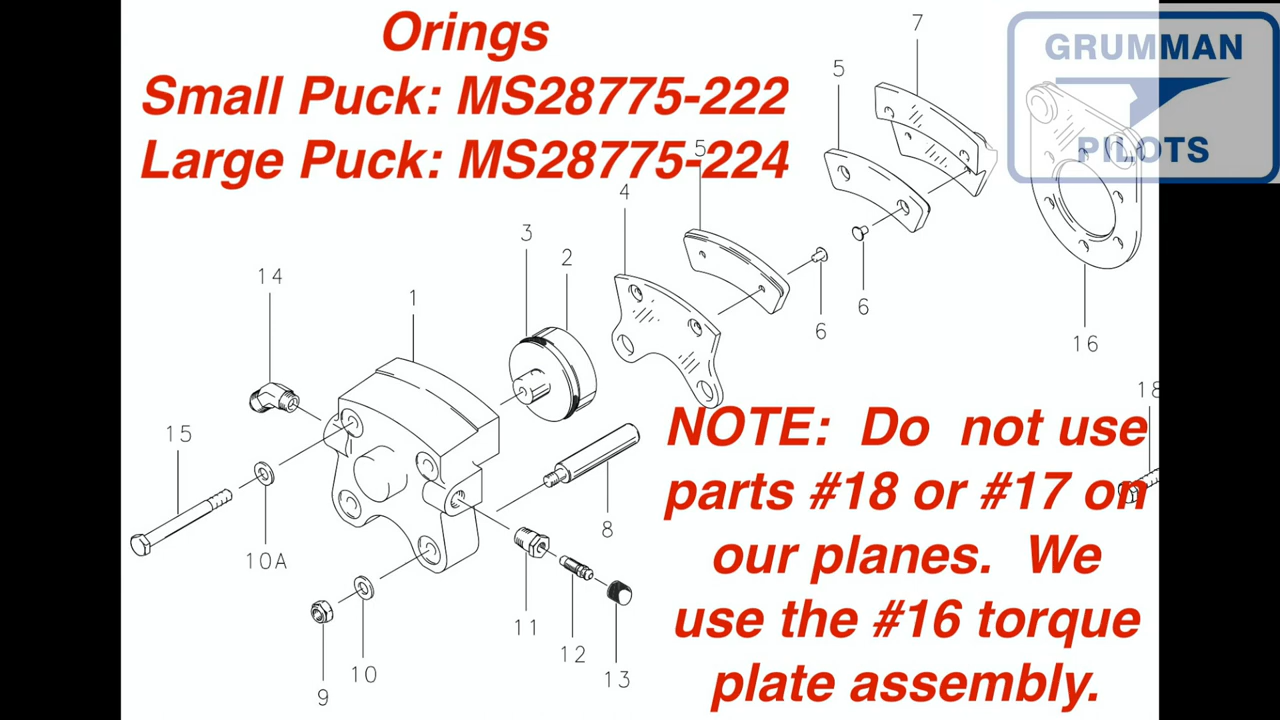 Orings
Small Puck: MS28775-222
Large Puck: MS28775-224
GRUMMAN
PILOTS
7
5
5
4
3
2
14
1
6
6
16
18
15
10A
8
11
12
13
10
9
NOTE:  Do  not use
parts #18 or #17 on
our planes.  We
use the #16 torque
plate assembly.